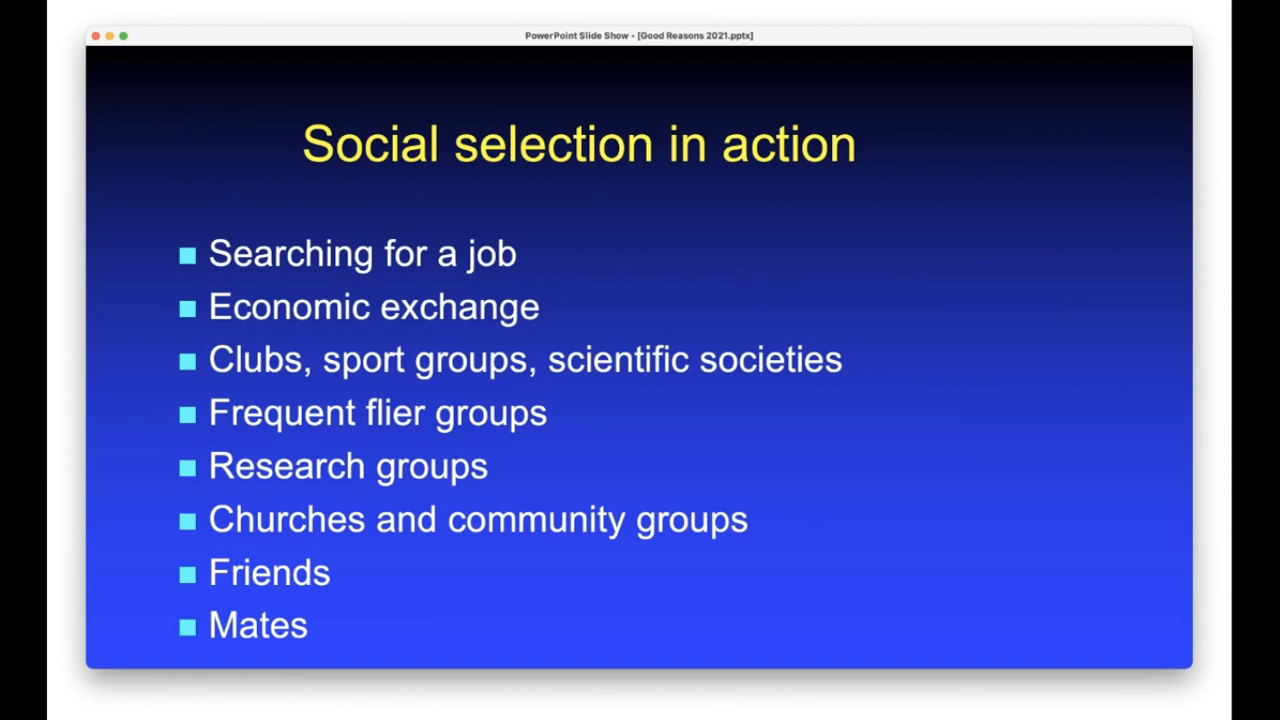 PowerPoint Slide Show - [Good Reasons 2021.pptx]
Social selection in action
Searching for a job
Economic exchange
Clubs, sport groups, scientific societies
Frequent flier groups
Research groups
Churches and community groups
Friends
Mates